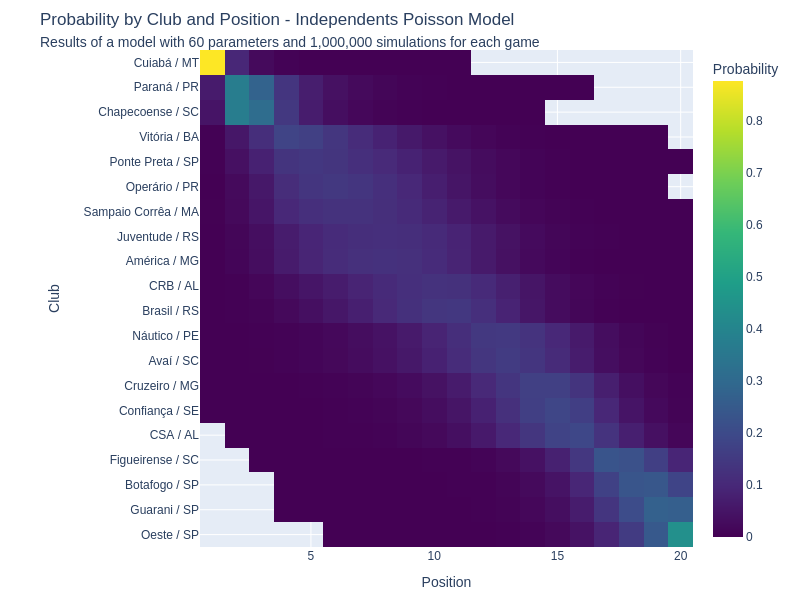 Probability by Club and Position - Independents Poisson Model
Results of a model with 60 parameters and 1,000,000 simulations for each game
Probability
Cuiabá / MT
Paraná / PR
Chapecoense / SC
Vitória / BA
Ponte Preta / SP
Operário / PR
Sampaio Corrêa / MA
Juventude / RS
América / MG
CRB / AL
Brasil / RS
Náutico / PE
Avaí / SC
Cruzeiro / MG
Confiança / SE
CSA / AL
Figueirense / SC
Botafogo / SP
Guarani / SP
Oeste / SP
Club
0.8
0.7
0.6
0.5
0.4
0.3
0.2
0.1
0
5 10 15 20
Position